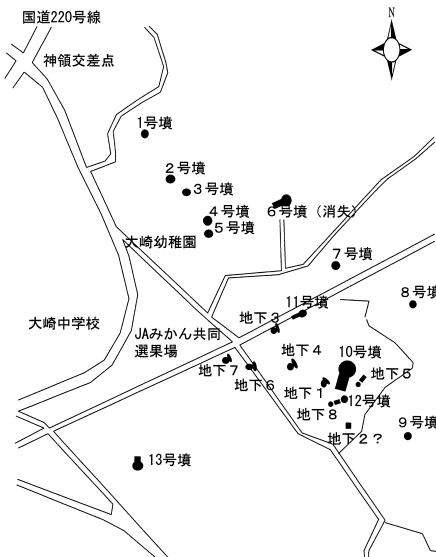 国道220号線
N
神領交差点
1号墳
２号墳
３号墳
４号墳
６号墳（消失）
５号墳
大崎幼稚園
７号墳
８号墳
11号墳
地下３
大崎中学校
JAみかん共同
選果場
地下４
10号墳
地下７
地下６
地下５
地下１
12号墳
地下８
９号墳
地下２？
13号墳